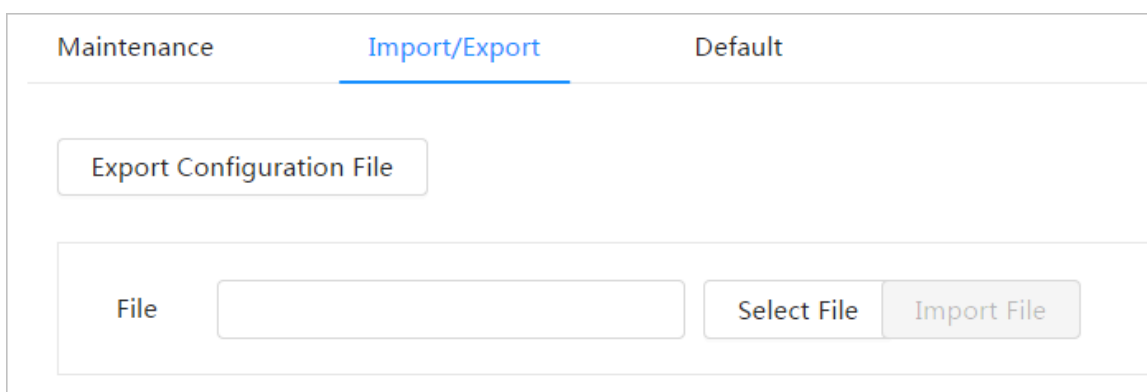 Maintenance Import/Export Default
Export Configuration File
File Select File Import File